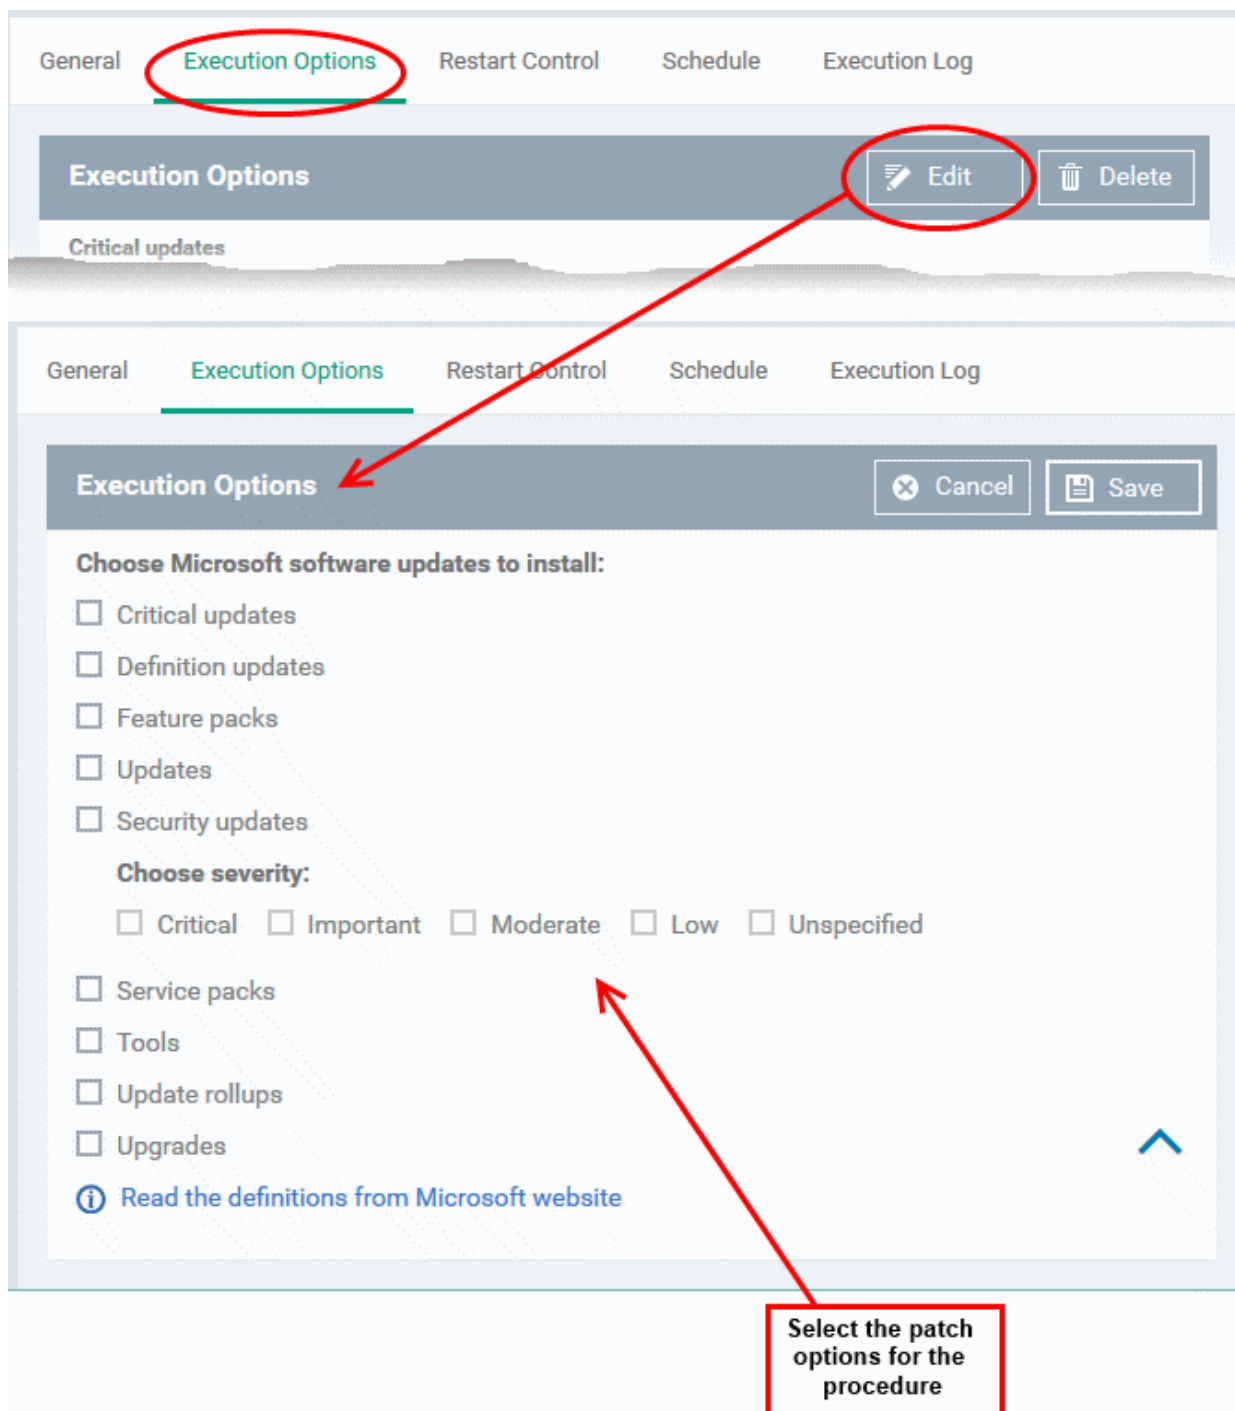 General Execution Options Restart Control Schedule Execution Log
Execution Options Edit Delete
Critical updates
General Execution Options Restart Control Schedule Execution Log
Execution Options Cancel Save
Choose Microsoft software updates to install:
Critical updates
Definition updates
Feature packs
Updates
Security updates
Choose severity:
Critical Important Moderate Low Unspecified
Service packs
Tools
Update rollups
Upgrades
Read the definitions from Microsoft website
Select the patch
options for the
procedure